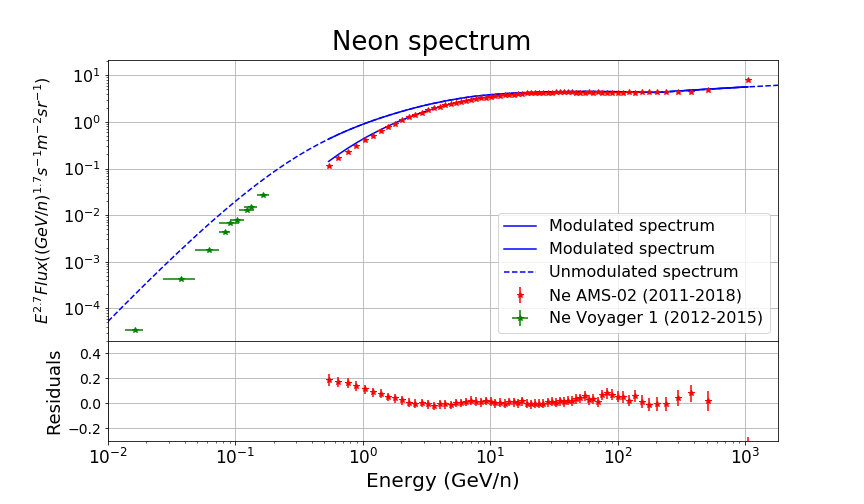 Neon spectrum
E^{2.7}Flux((GeV/n)^{1.7}s^{-1}m^{-2}sr^{-1})
10^1
10^0
10^{-1}
10^{-2}
10^{-3}
10^{-4}
Modulated spectrum
Modulated spectrum
Unmodulated spectrum
Ne AMS-02 (2011-2018)
Ne Voyager 1 (2012-2015)
Residuals
0.4
0.2
0.0
−0.2
10^{-2} 10^{-1} 10^0 10^1 10^2 10^3
Energy (GeV/n)